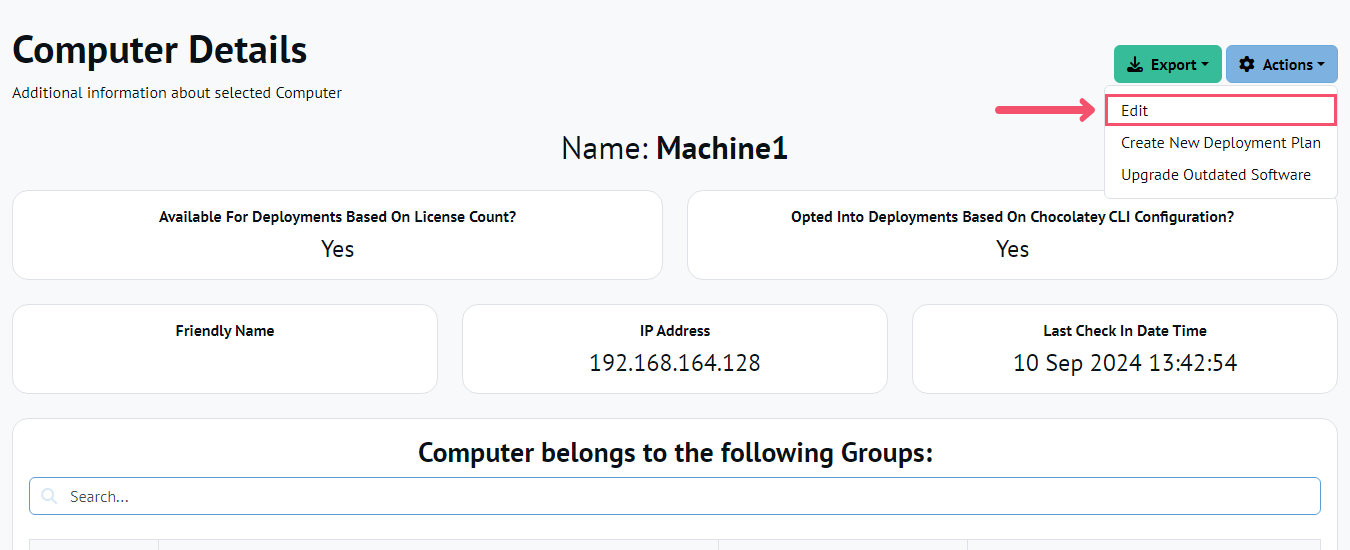 Computer Details
Export
Actions
Additional information about selected Computer
Edit
Create New Deployment Plan
Upgrade Outdated Software
Name: Machine1
Available For Deployments Based On License Count?
Yes
Opted Into Deployments Based On Chocolatey CLI Configuration?
Yes
Friendly Name
IP Address
192.168.164.128
Last Check In Date Time
10 Sep 2024 13:42:54
Computer belongs to the following Groups:
Search...